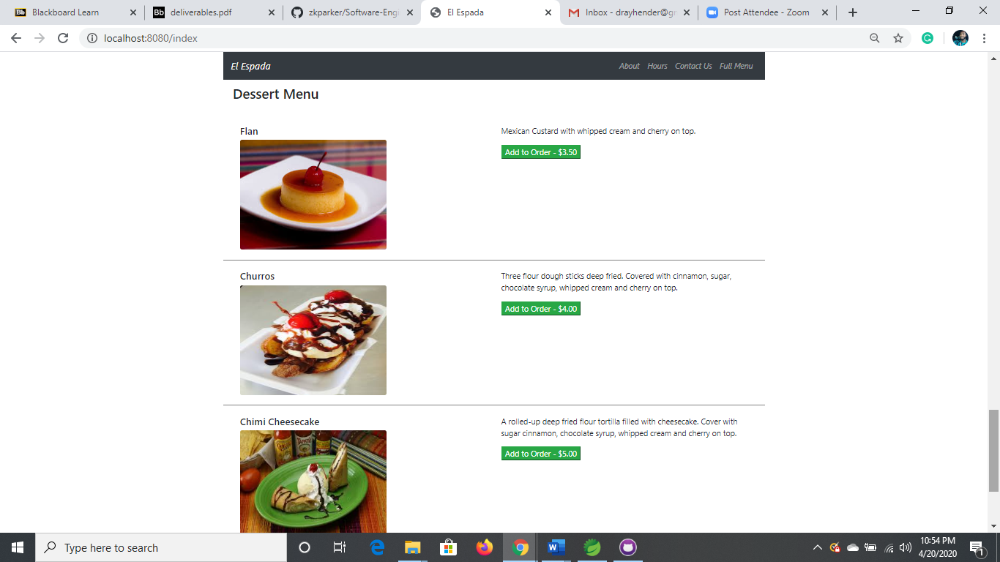 Blackboard Learn
deliverables.pdf
zkparker/Software-Engi
El Espada
Inbox - drayhender@gm
Post Attendee - Zoom
localhost:8080/index
El Espada
About Hours Contact Us Full Menu
Dessert Menu
Flan
Mexican Custard with whipped cream and cherry on top.
Add to Order - $3.50
Churros
Three flour dough sticks deep fried. Covered with cinnamon, sugar,
chocolate syrup, whipped cream and cherry on top.
Add to Order - $4.00
Chimi Cheesecake
A rolled-up deep fried flour tortilla filled with cheesecake. Cover with
sugar cinnamon, chocolate syrup, whipped cream and cherry on top.
Add to Order - $5.00
Type here to search
10:54 PM
4/20/2020